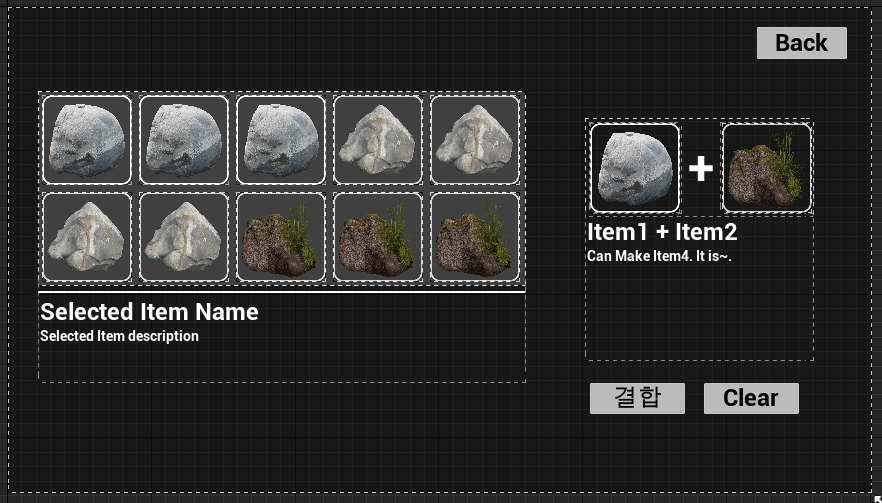 Back
+
Selected Item Name
Selected Item description
Item1 + Item2
Can Make Item4. It is~.
결합
Clear